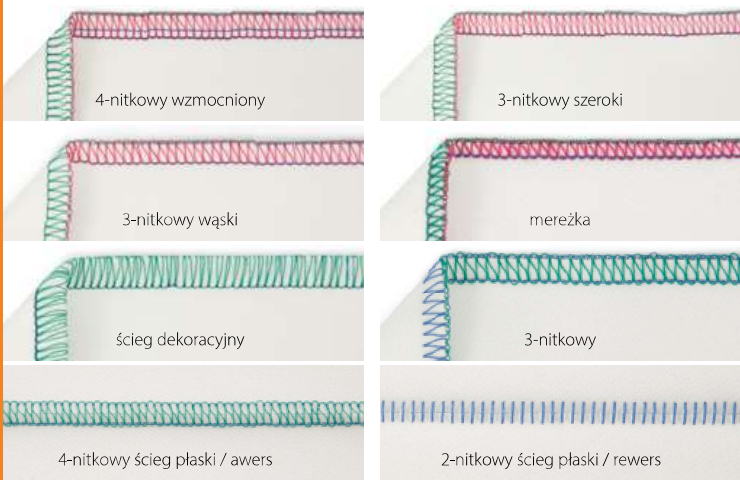 4-nitkowy wzmocniony
3-nitkowy szeroki
3-nitkowy wąski
mereżka
ścieg dekoracyjny
3-nitkowy
4-nitkowy ścieg płaski / awers
2-nitkowy ścieg płaski / rewers